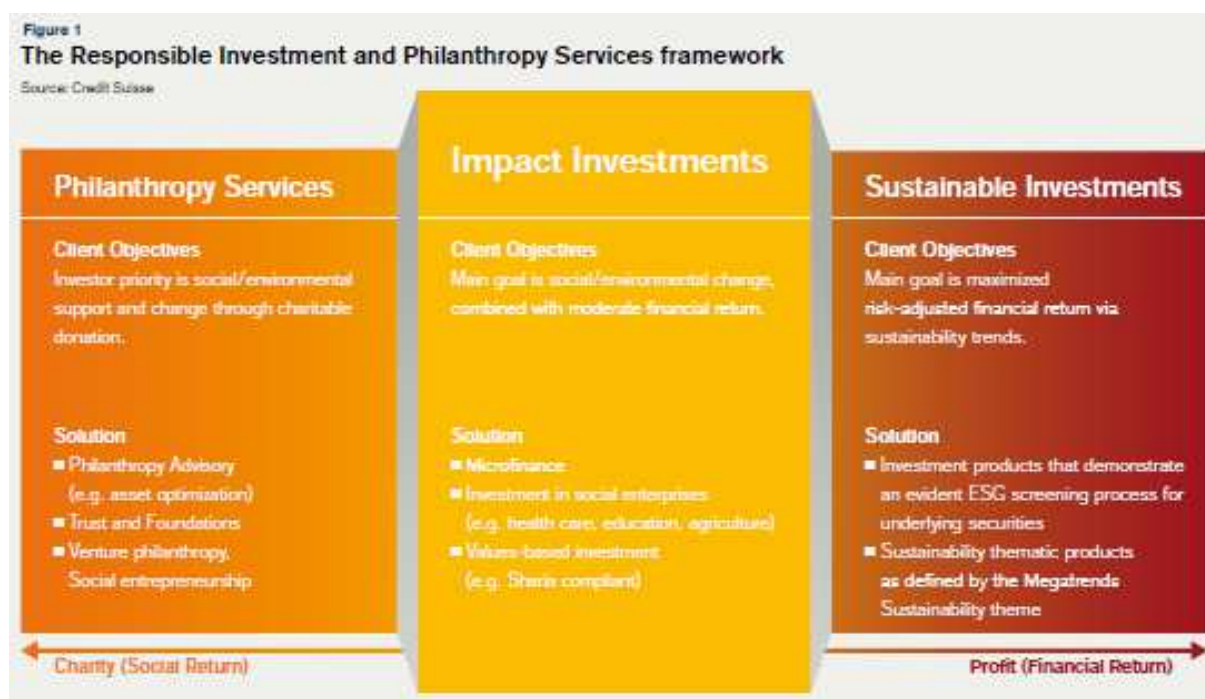 Figure 1
The Responsible Investment and Philanthropy Services framework
Source: Credit Suisse
Philanthropy Services
Client Objectives
Investor priority is social/environmental
support and change through charitable
donation.
Solution
■ Philanthropy Advisory
(e.g. asset optimization)
■ Trust and Foundations
■ Venture philanthropy,
Social entrepreneurship
Impact Investments
Client Objectives
Main goal is social/environmental change,
combined with moderate financial return.
Solution
■ Microfinance
■ Investment in social enterprises
(e.g. health care, education, agriculture)
■ Values-based investment
(e.g. Sharia compliant)
Sustainable Investments
Client Objectives
Main goal is maximized
risk-adjusted financial return via
sustainability trends.
Solution
■ Investment products that demonstrate
an evident ESG screening process for
underlying securities
■ Sustainability thematic products
as defined by the Megatrends
Sustainability theme
Charity (Social Return)
Profit (Financial Return)